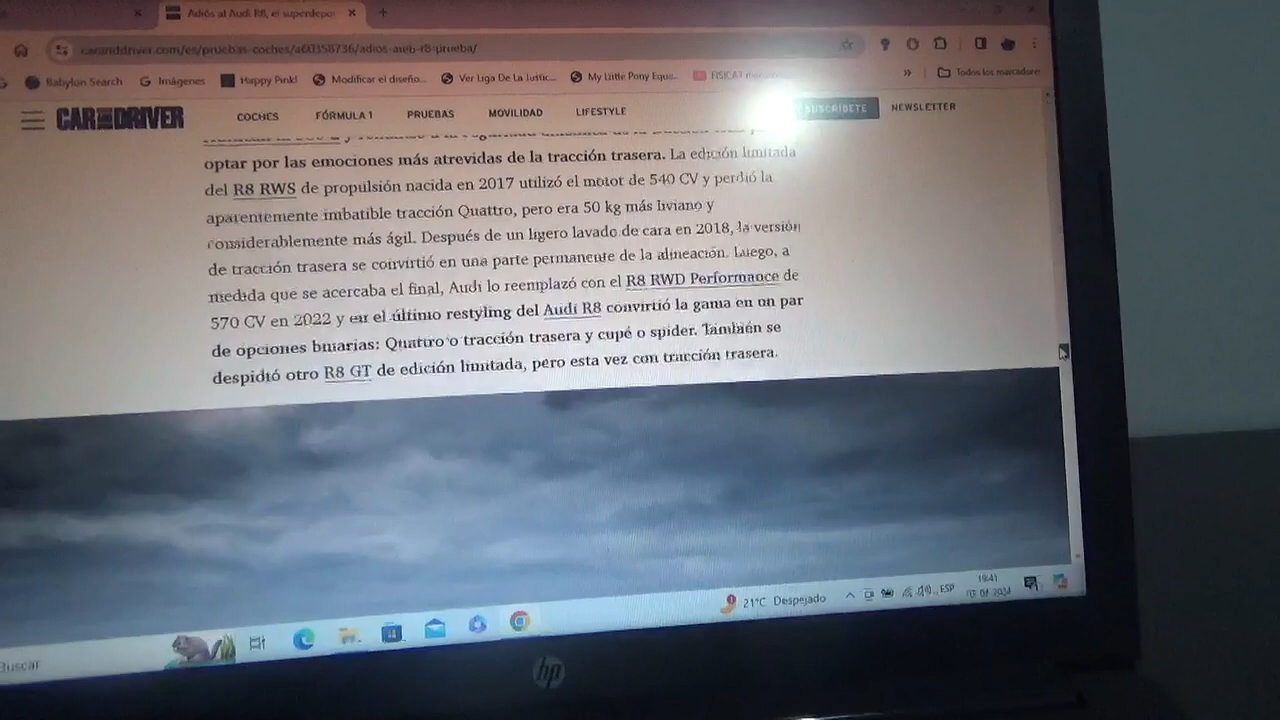 Adiós al Audi R8, el superdepor
caranddriver.com/es/pruebas-coches/a60358736/adios-audi-r8-prueba/
Babylon Search Imágenes Happy Pink! Modificar el diseño... Ver Liga De La Justic... My Little Pony Eque... FISICA » Todos los marcadores
CAR AND DRIVER COCHES FÓRMULA 1 PRUEBAS MOVILIDAD LIFESTYLE SUSCRÍBETE NEWSLETTER
optar por las emociones más atrevidas de la tracción trasera. La edición limitada
del R8 RWS de propulsión nacida en 2017 utilizó el motor de 540 CV y perdió la
aparentemente imbatible tracción Quattro, pero era 50 kg más liviano y
considerablemente más ágil. Después de un ligero lavado de cara en 2018, la versión
de tracción trasera se convirtió en una parte permanente de la alineación. Luego, a
medida que se acercaba el final, Audi lo reemplazó con el R8 RWD Performance de
570 CV en 2022 y en el último restyling del Audi R8 convirtió la gama en un par
de opciones binarias: Quattro o tracción trasera y cupé o spider. También se
despidió otro R8 GT de edición limitada, pero esta vez con tracción trasera.
21°C Despejado ESP 19:41
Buscar
hp